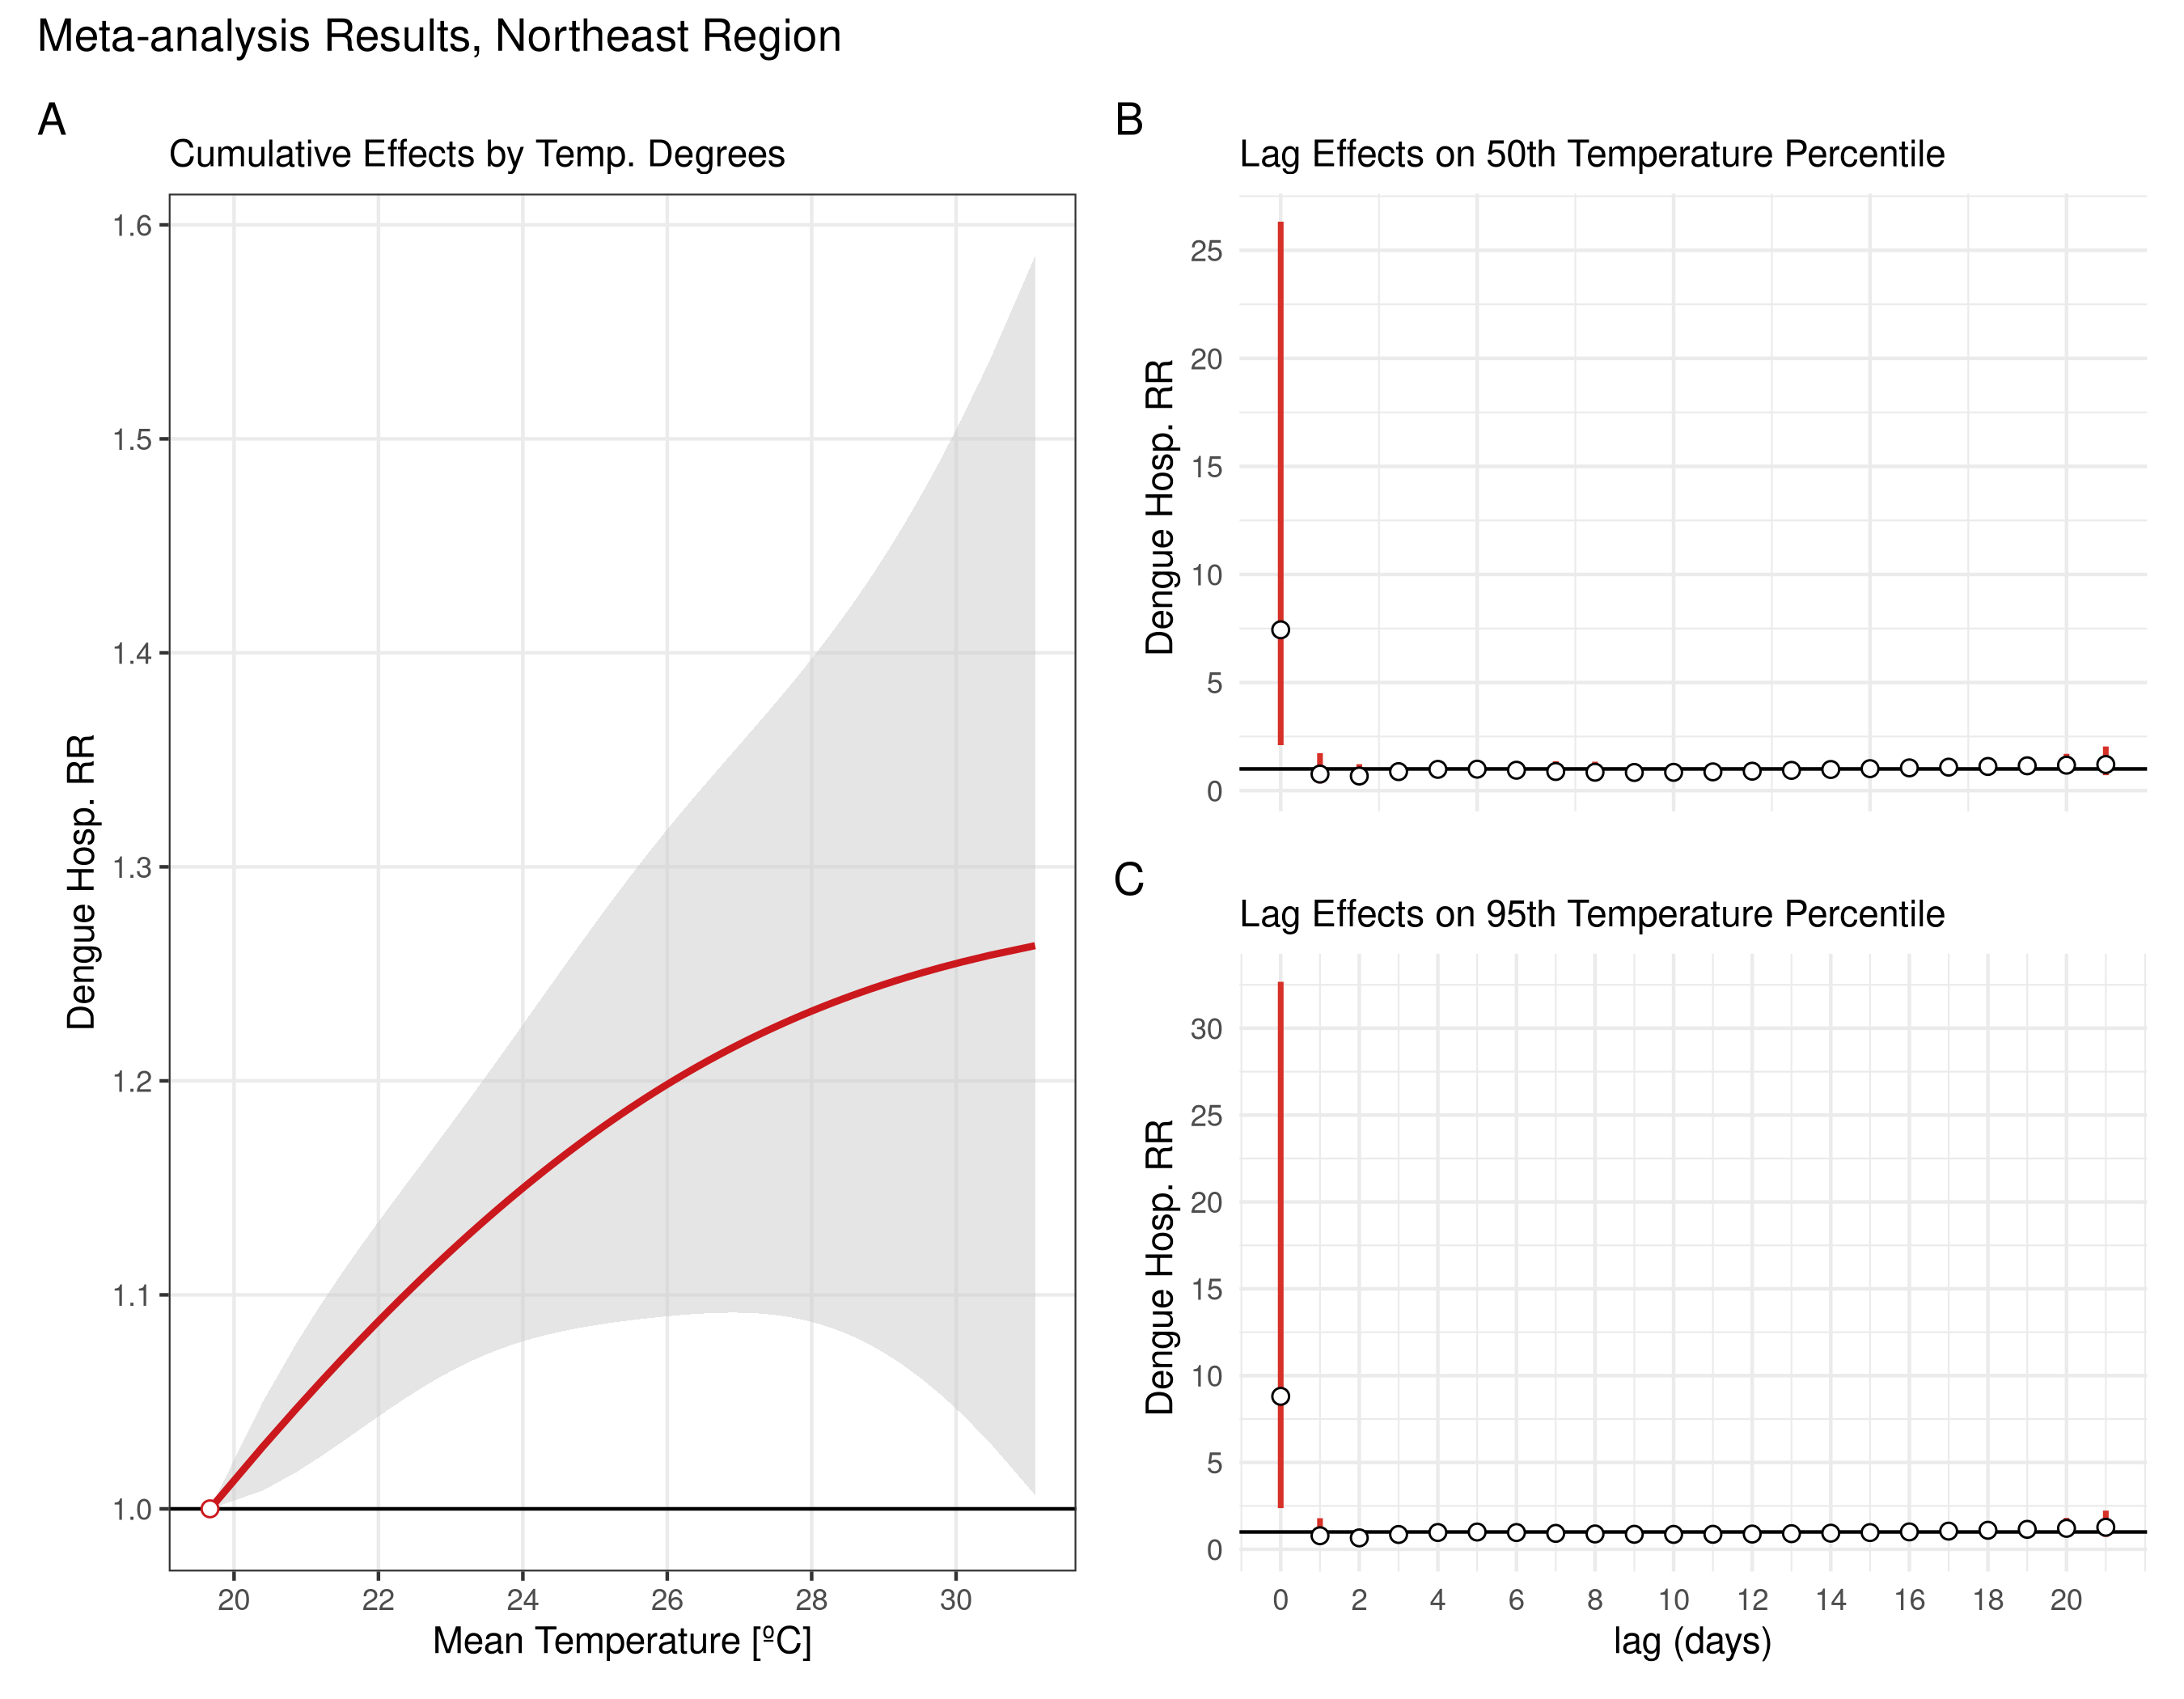 Meta-analysis Results, Northeast Region
A
Cumulative Effects by Temp. Degrees
Dengue Hosp. RR
1.6
1.5
1.4
1.3
1.2
1.1
1.0
20 22 24 26 28 30
Mean Temperature [ºC]
B
Lag Effects on 50th Temperature Percentile
Dengue Hosp. RR
25
20
15
10
5
0
C
Lag Effects on 95th Temperature Percentile
Dengue Hosp. RR
30
25
20
15
10
5
0
0 2 4 6 8 10 12 14 16 18 20
lag (days)